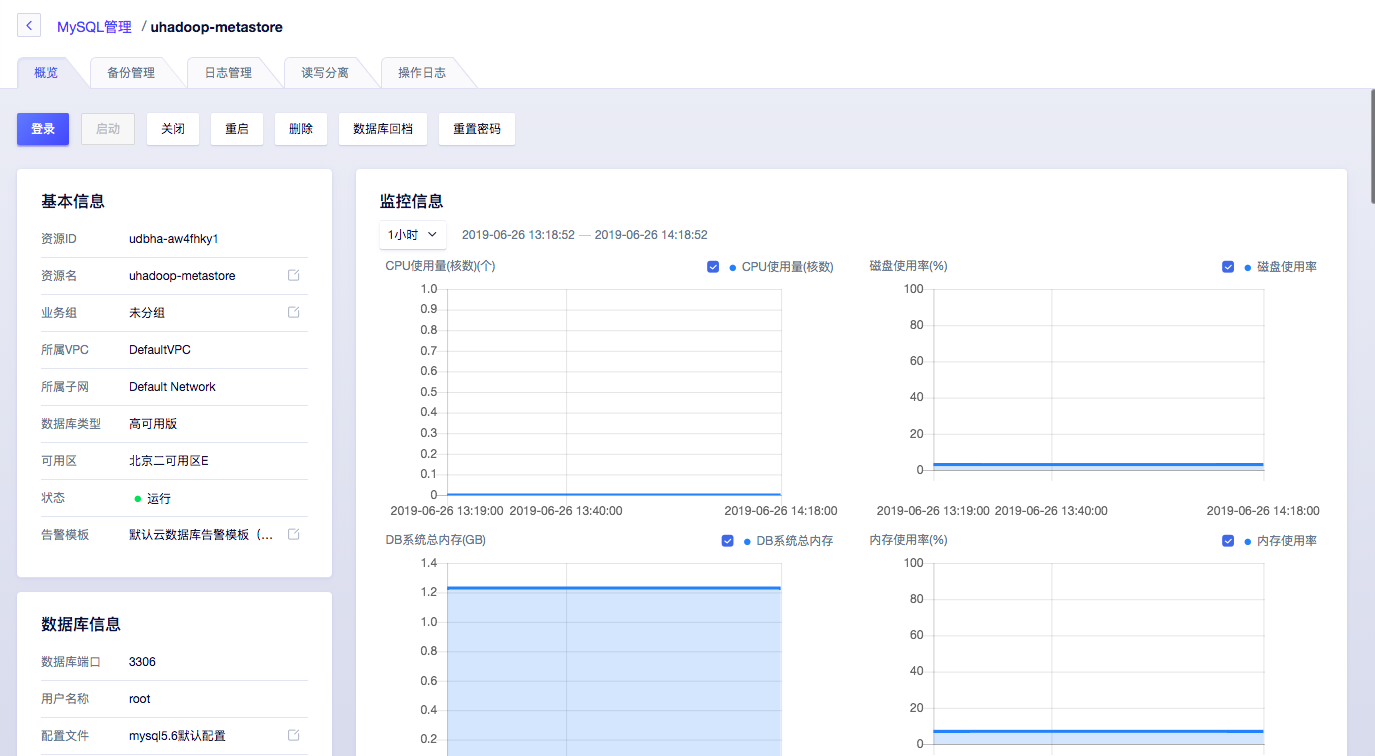 MySQL管理 / uhadoop-metastore
概览 备份管理 日志管理 读写分离 操作日志
登录 启动 关闭 重启 删除 数据库回档 重置密码
基本信息
资源ID udbha-aw4fhky1
资源名 uhadoop-metastore
业务组 未分组
所属VPC DefaultVPC
所属子网 Default Network
数据库类型 高可用版
可用区 北京二可用区E
状态 运行
告警模板 默认云数据库告警模板（...
数据库信息
数据库端口 3306
用户名称 root
配置文件 mysql5.6默认配置
监控信息
1小时 2019-06-26 13:18:52 — 2019-06-26 14:18:52
CPU使用量(核数)(个) CPU使用量(核数)
1.0
0.9
0.8
0.7
0.6
0.5
0.4
0.3
0.2
0.1
0
2019-06-26 13:19:00 2019-06-26 13:40:00 2019-06-26 14:18:00
磁盘使用率(%) 磁盘使用率
100
80
60
40
20
0
2019-06-26 13:19:00 2019-06-26 13:40:00 2019-06-26 14:18:00
DB系统总内存(GB) DB系统总内存
1.4
1.2
1.0
0.8
0.6
0.4
0.2
内存使用率(%) 内存使用率
100
80
60
40
20
0